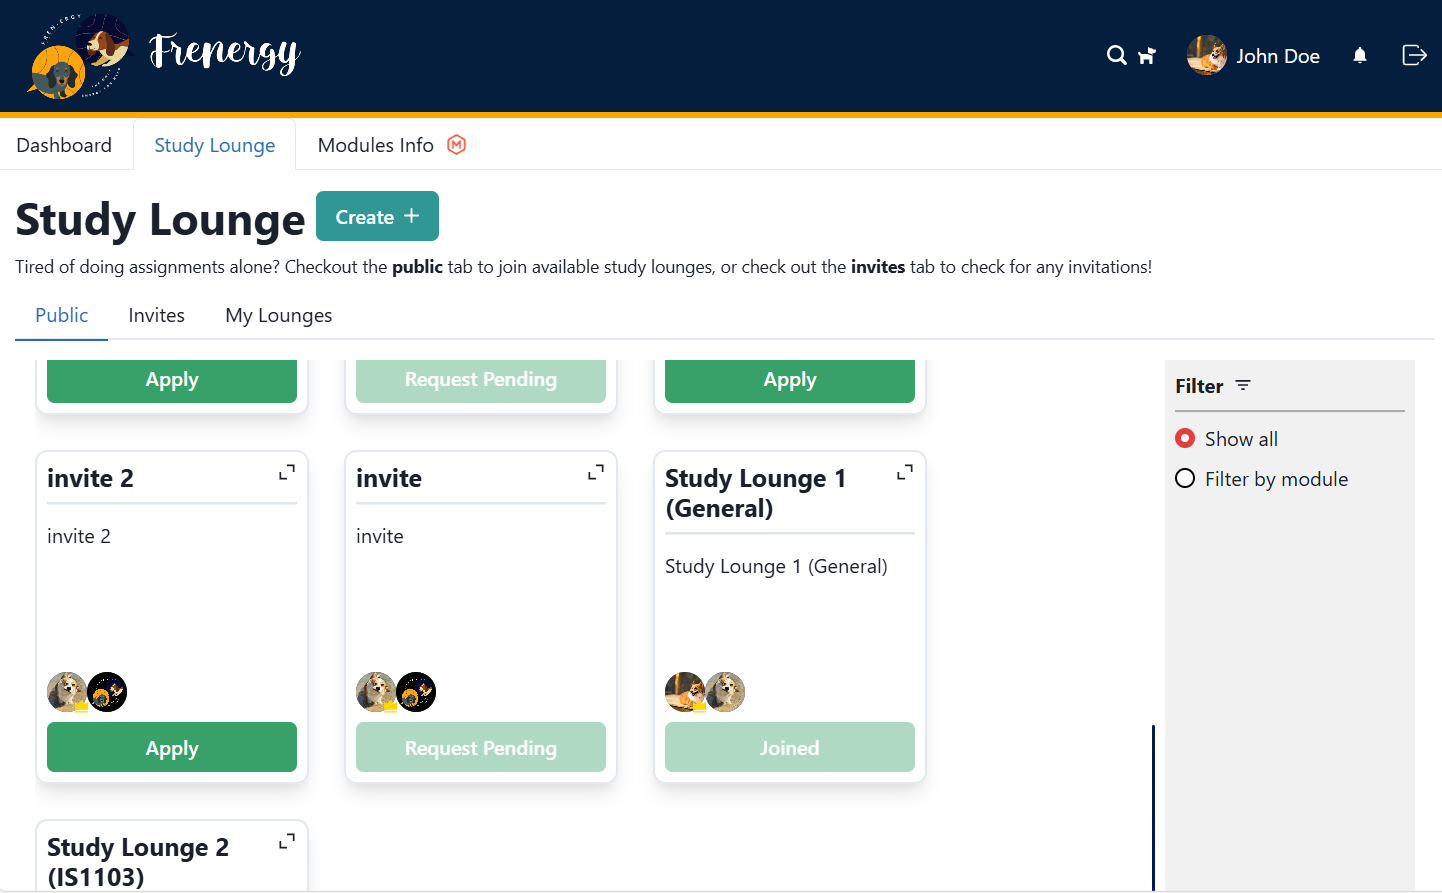 Frenergy
John Doe
Dashboard
Study Lounge
Modules Info
Study Lounge
Create +
Tired of doing assignments alone? Checkout the public tab to join available study lounges, or check out the invites tab to check for any invitations!
Public
Invites
My Lounges
Apply
Request Pending
Apply
Filter
Show all
Filter by module
invite 2
invite 2
Apply
invite
invite
Request Pending
Study Lounge 1
(General)
Study Lounge 1 (General)
Joined
Study Lounge 2
(IS1103)